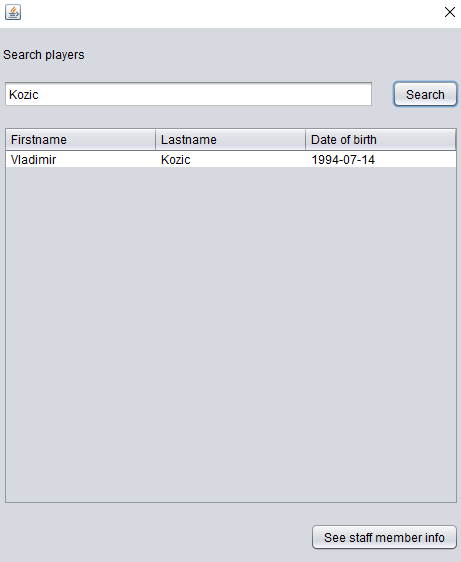 Search players
Kozic Search
Firstname Lastname Date of birth
Vladimir Kozic 1994-07-14
See staff member info